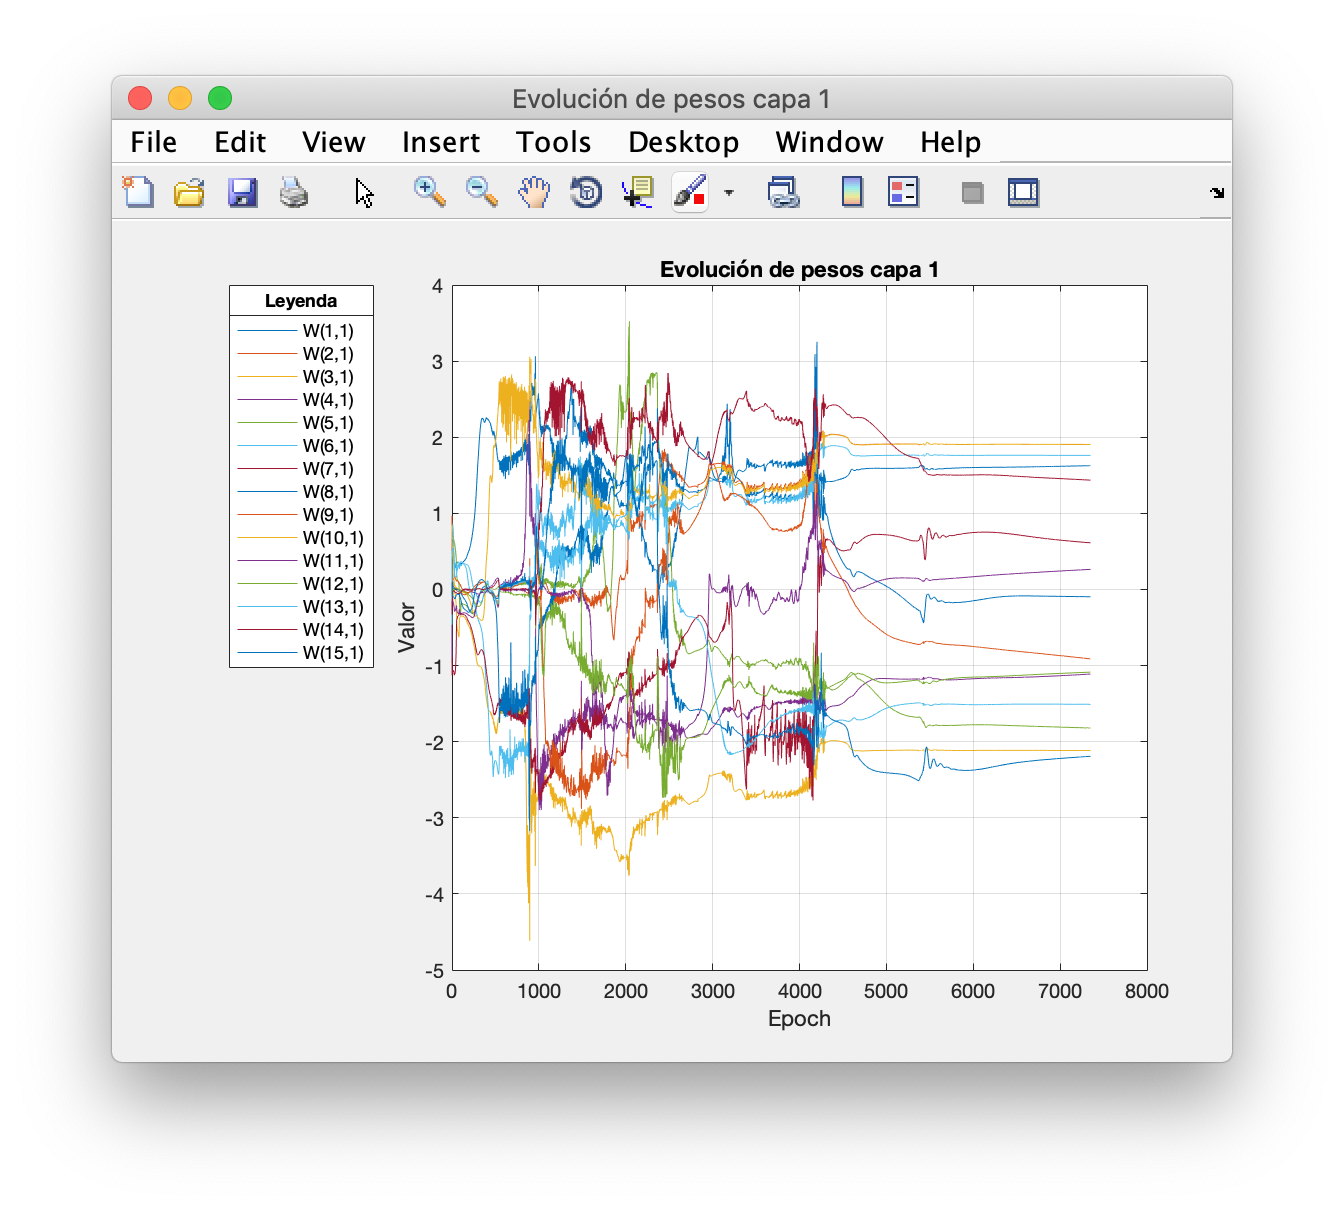 Evolución de pesos capa 1
File Edit View Insert Tools Desktop Window Help
Evolución de pesos capa 1
Leyenda
W(1,1)
W(2,1)
W(3,1)
W(4,1)
W(5,1)
W(6,1)
W(7,1)
W(8,1)
W(9,1)
W(10,1)
W(11,1)
W(12,1)
W(13,1)
W(14,1)
W(15,1)
Valor
4
3
2
1
0
-1
-2
-3
-4
-5
0 1000 2000 3000 4000 5000 6000 7000 8000
Epoch